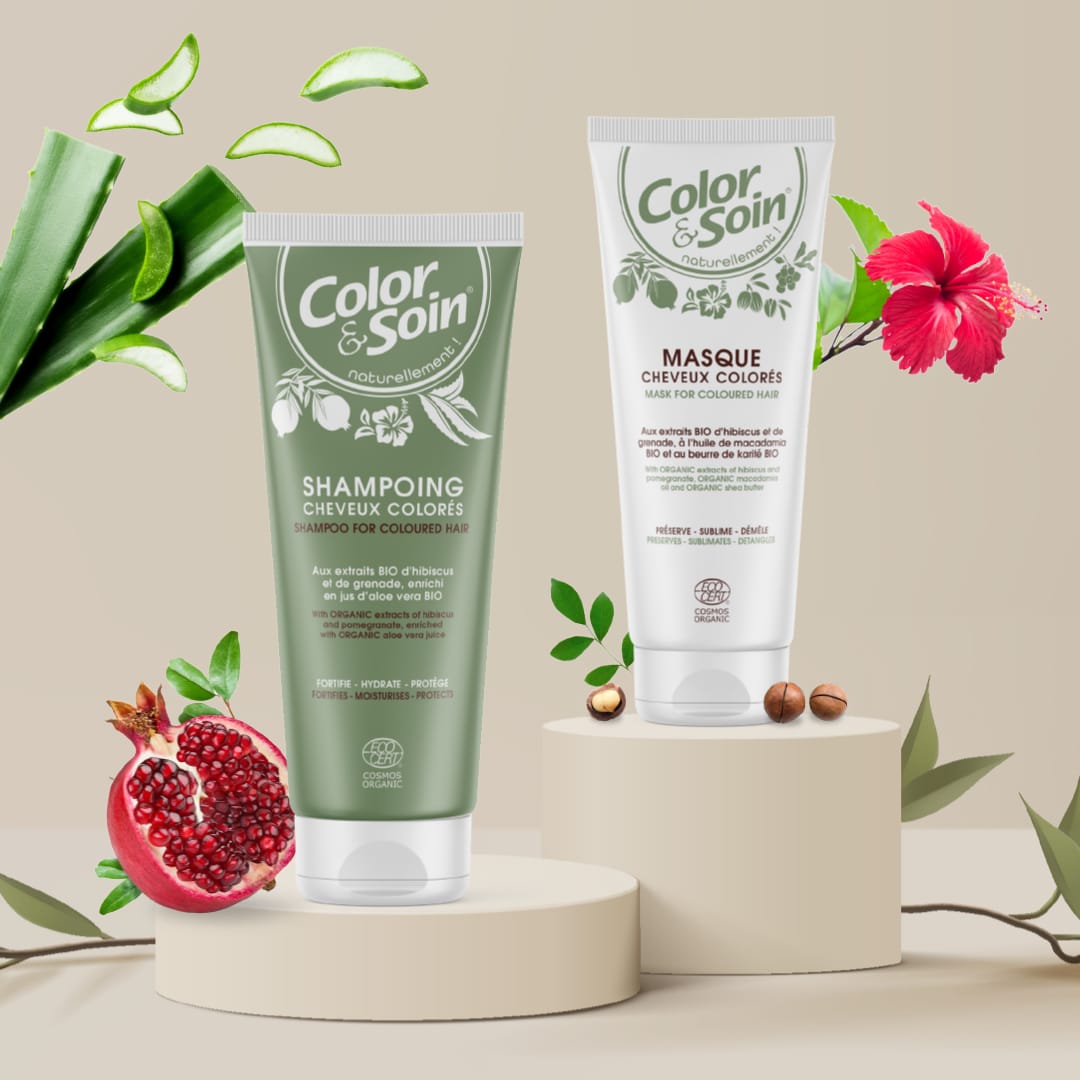 Color
& Soin®
naturellement !
SHAMPOING
CHEVEUX COLORÉS
SHAMPOO FOR COLOURED HAIR
Aux extraits BIO d'hibiscus
et de grenade, enrichi
en jus d'aloe vera BIO
With ORGANIC extracts of hibiscus
and pomegranate, enriched
with ORGANIC aloe vera juice
FORTIFIE - HYDRATE - PROTÈGE
FORTIFIES - MOISTURISES - PROTECTS
ECO
CERT
COSMOS
ORGANIC
Color
& Soin®
naturellement !
MASQUE
CHEVEUX COLORÉS
MASK FOR COLOURED HAIR
Aux extraits BIO d'hibiscus et de
grenade, à l'huile de macadamia
BIO et au beurre de karité BIO
With ORGANIC extracts of hibiscus and
pomegranate, ORGANIC macadamia
oil and ORGANIC shea butter
PRÉSERVE - SUBLIME - DÉMÊLE
PRESERVES - SUBLIMATES - DETANGLES
ECO
CERT
COSMOS
ORGANIC